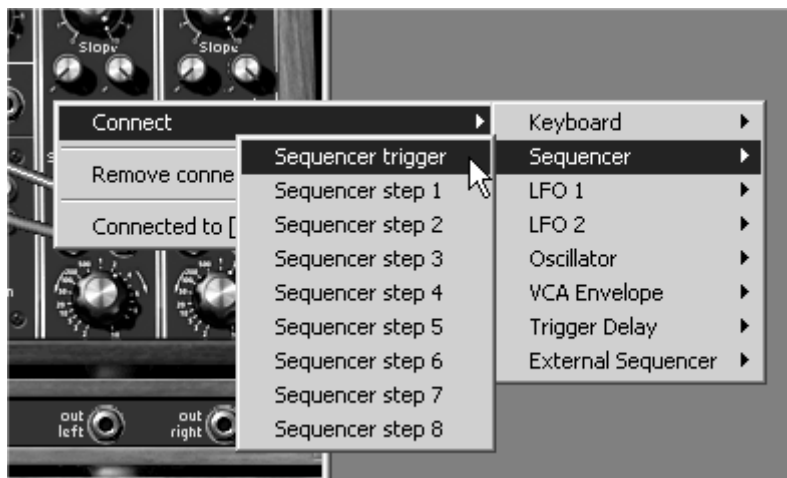 Slope
Slope
Connect
Remove conne
Connected to [
Sequencer trigger
Sequencer step 1
Sequencer step 2
Sequencer step 3
Sequencer step 4
Sequencer step 5
Sequencer step 6
Sequencer step 7
Sequencer step 8
Keyboard
Sequencer
LFO 1
LFO 2
Oscillator
VCA Envelope
Trigger Delay
External Sequencer
out left
out right